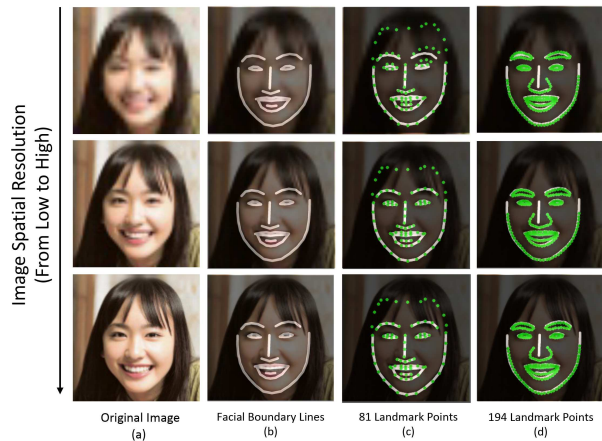 Image Spatial Resolution
(From Low to High)
Original Image
(a)
Facial Boundary Lines
(b)
81 Landmark Points
(c)
194 Landmark Points
(d)